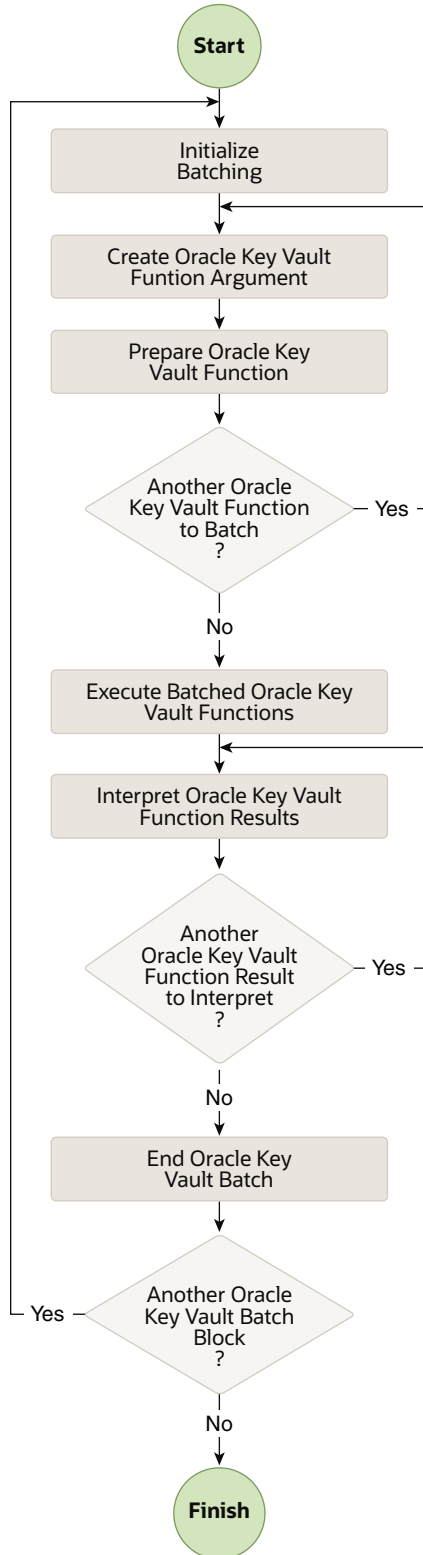 Start
Initialize
Batching
Create Oracle Key Vault
Funtion Argument
Prepare Oracle Key
Vault Function
Another Oracle
Key Vault Function
to Batch
?
Yes
No
Execute Batched Oracle Key
Vault Functions
Interpret Oracle Key Vault
Function Results
Another
Oracle Key Vault
Function Result
to Interpret
?
Yes
No
End Oracle Key
Vault Batch
Another Oracle
Key Vault Batch
Block
?
Yes
No
Finish